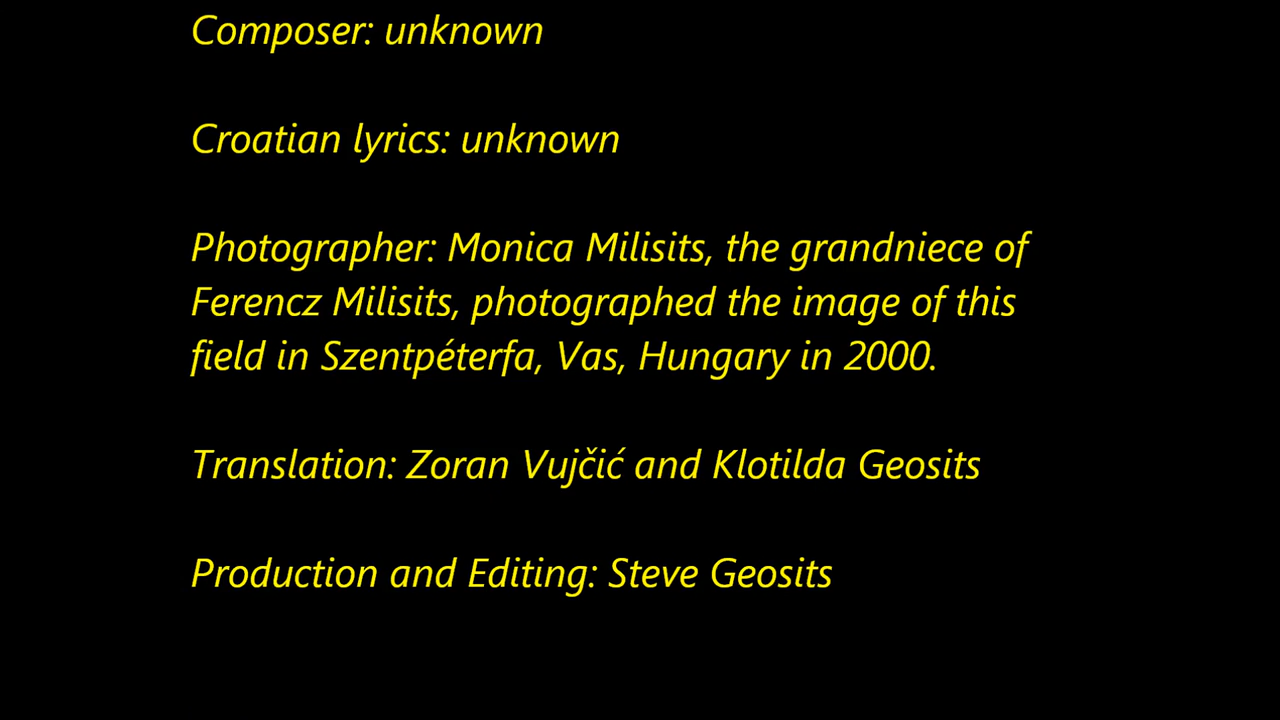 Composer: unknown
Croatian lyrics: unknown
Photographer: Monica Milisits, the grandniece of
Ferencz Milisits, photographed the image of this
field in Szentpéterfa, Vas, Hungary in 2000.
Translation: Zoran Vujčić and Klotilda Geosits
Production and Editing: Steve Geosits